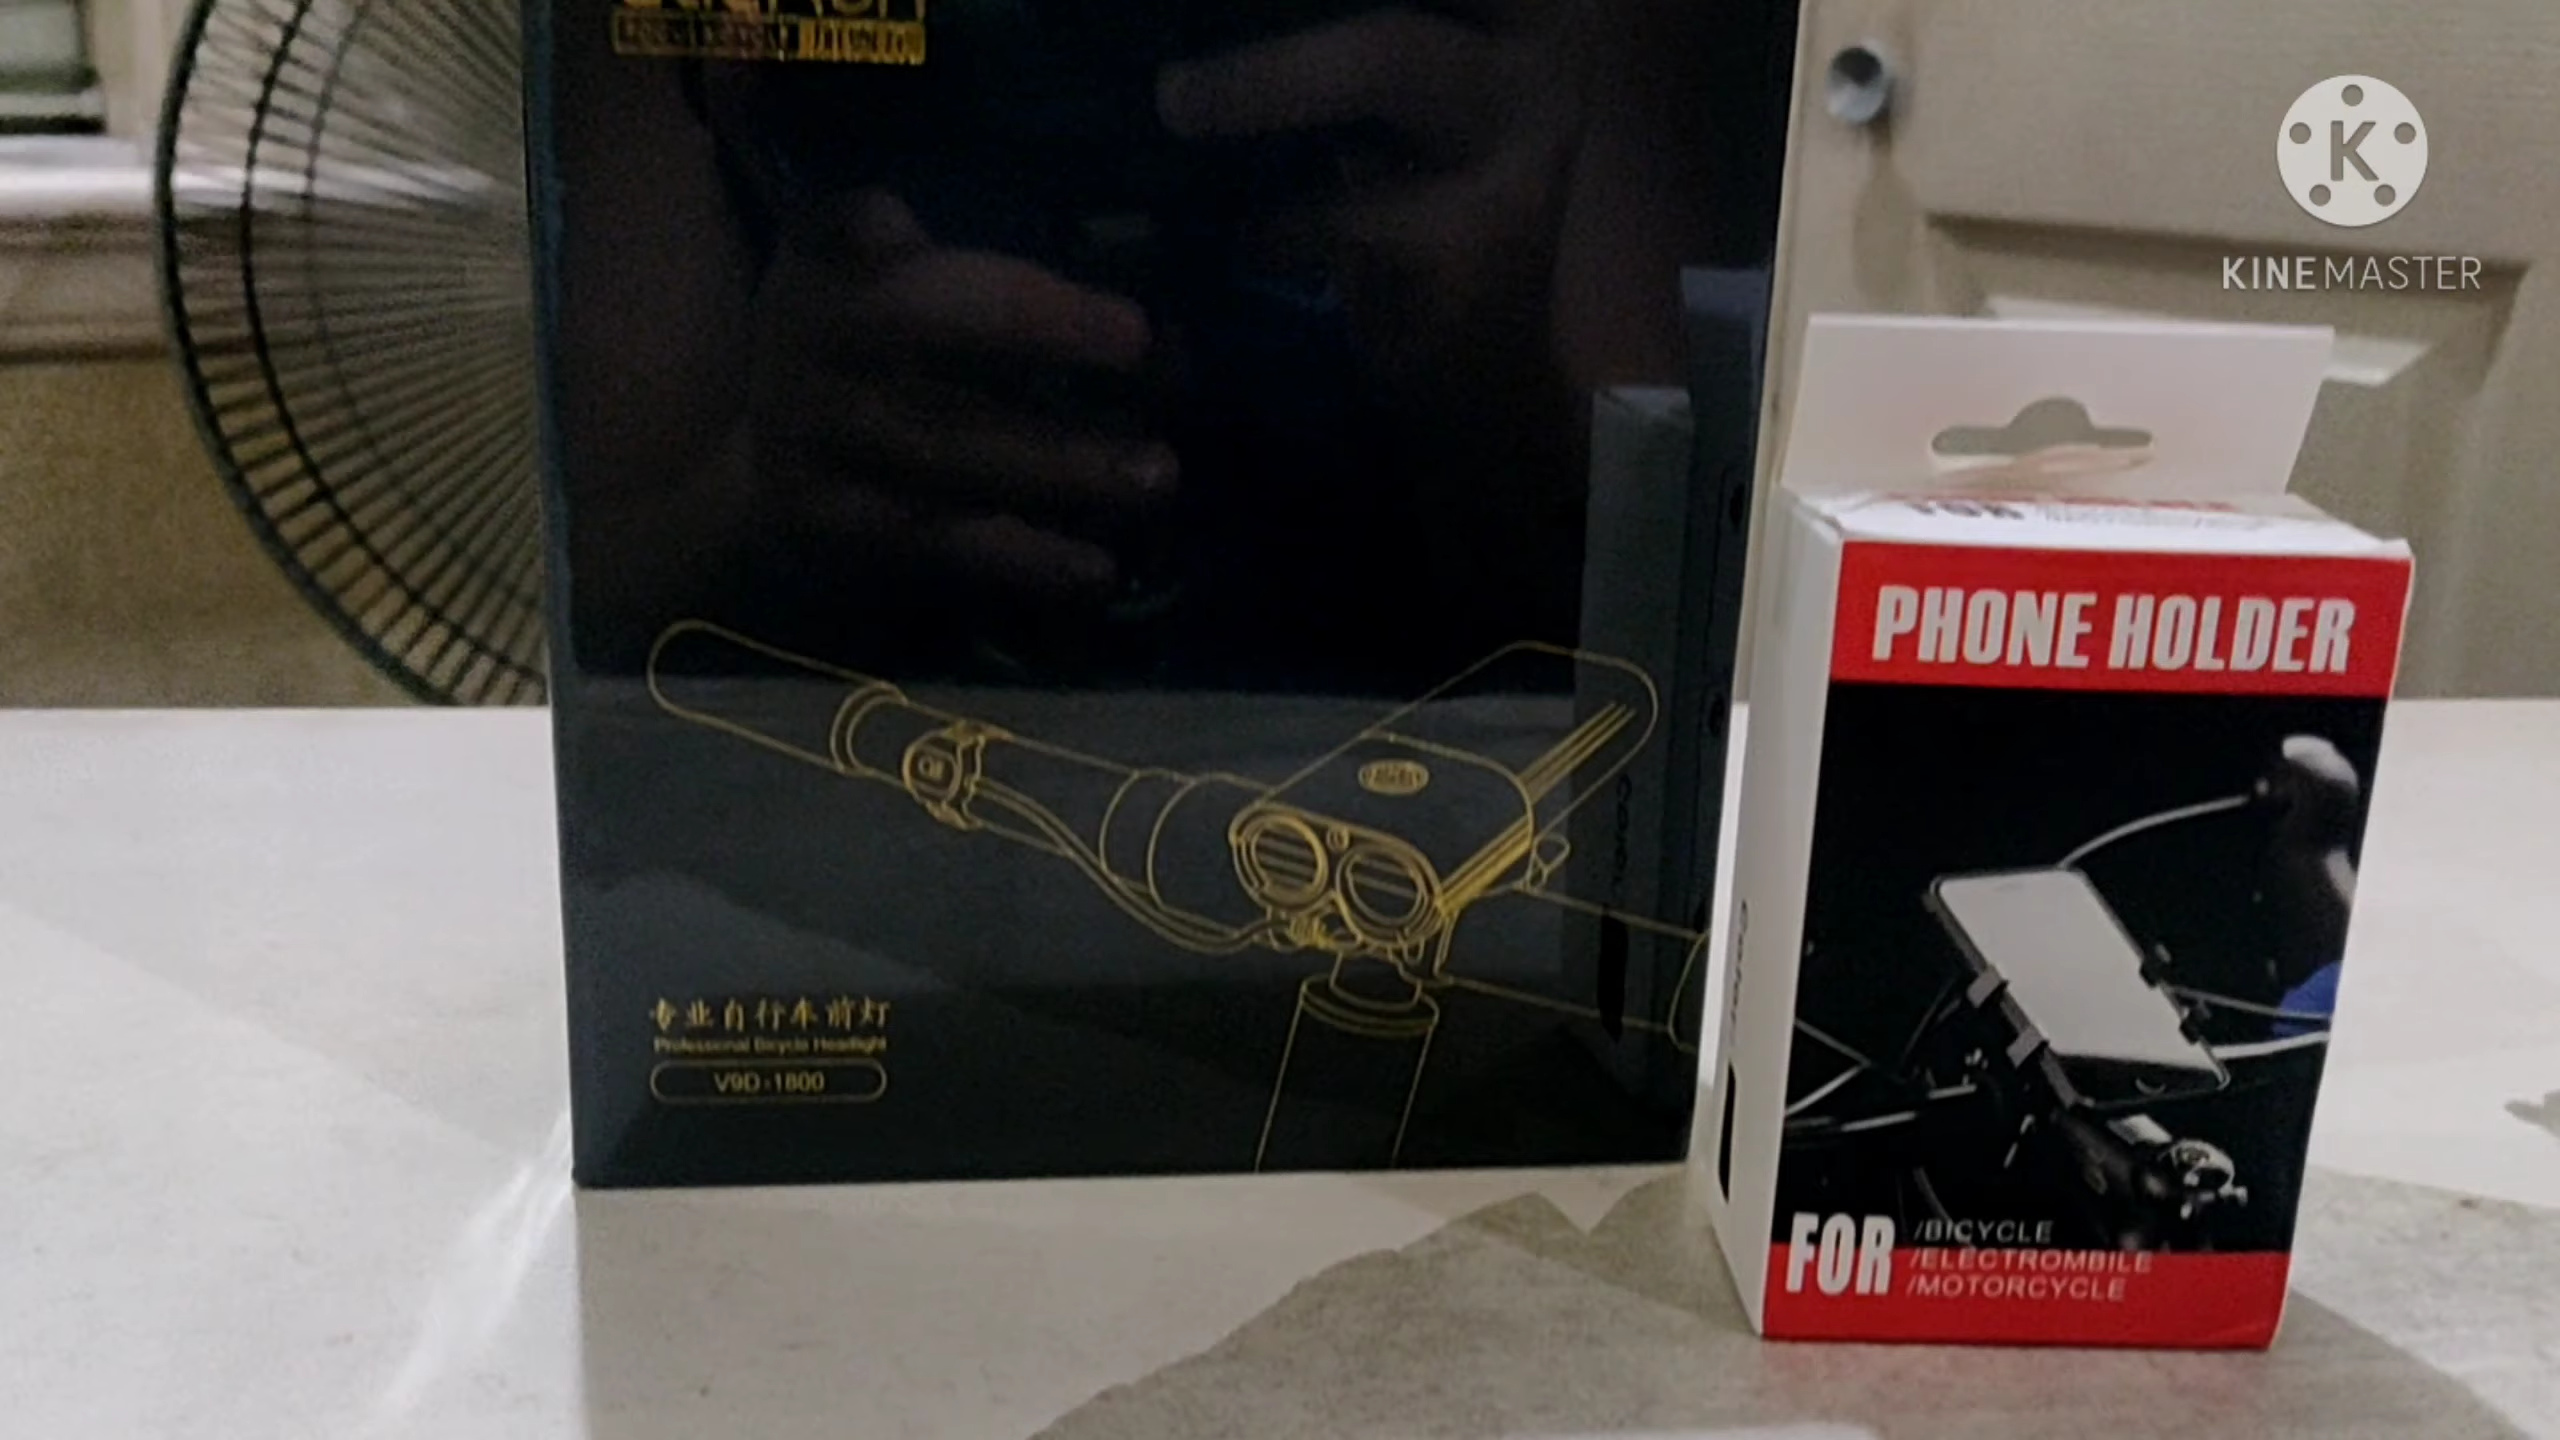 KINEMASTER
FOR
PHONE HOLDER
专业自行车前灯
Professional Bicycle Headlight
V9D-1800
FOR
/BICYCLE
/ELECTROMBILE
/MOTORCYCLE